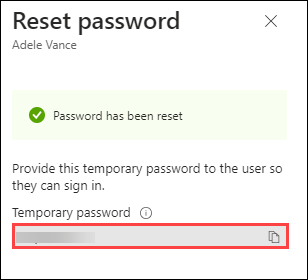 Reset password
Adele Vance
Password has been reset
Provide this temporary password to the user so
they can sign in.
Temporary password